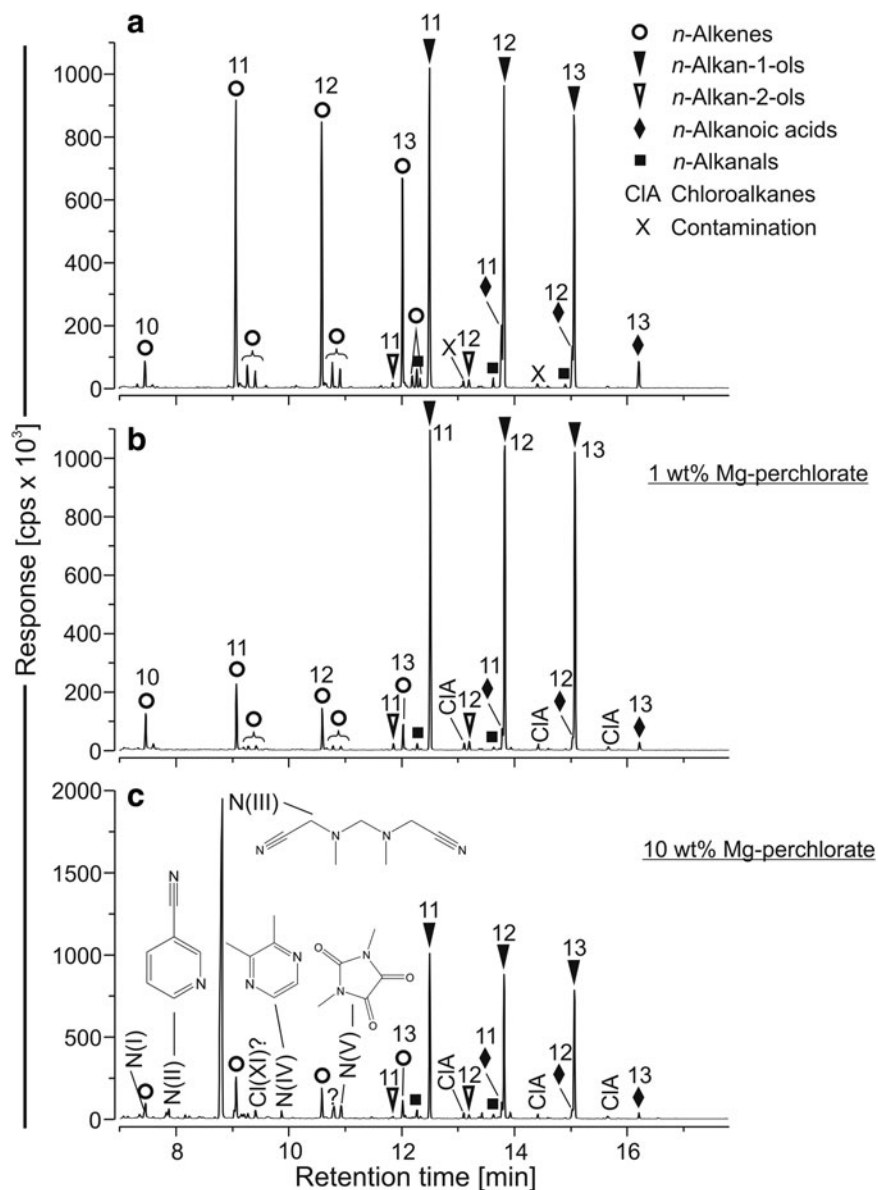 a
11
12
13
11
12
13
10
11
12
11
12
13
X
X
n-Alkenes
n-Alkan-1-ols
n-Alkan-2-ols
n-Alkanoic acids
n-Alkanals
ClA Chloroalkanes
X Contamination
1000
800
600
400
200
0
b
11
12
13
10
11
12
13
11
ClA
12
11
12
ClA
ClA
13
1 wt% Mg-perchlorate
1000
800
600
400
200
0
Response [cps x 10³]
c
N(III)
N
N
N
N
N
N
N
N
O
N
O
N
O
10 wt% Mg-perchlorate
N(I)
N(II)
Cl(XI)?
N(IV)
?
N(V)
13
11
12
13
11
ClA
12
11
12
ClA
ClA
13
2000
1500
1000
500
0
8
10
12
14
16
Retention time [min]